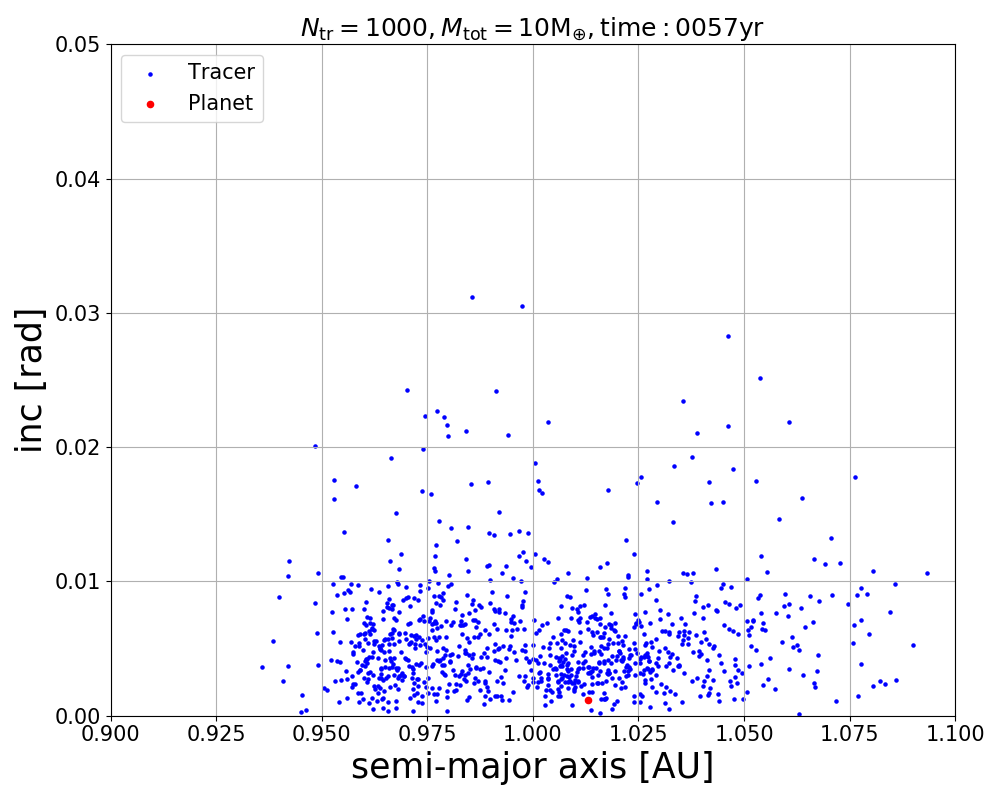 N_tr = 1000, M_tot = 10M_⊕, time : 0057yr
Tracer
Planet
0.05
0.04
0.03
0.02
0.01
0.00
inc [rad]
0.900 0.925 0.950 0.975 1.000 1.025 1.050 1.075 1.100
semi-major axis [AU]